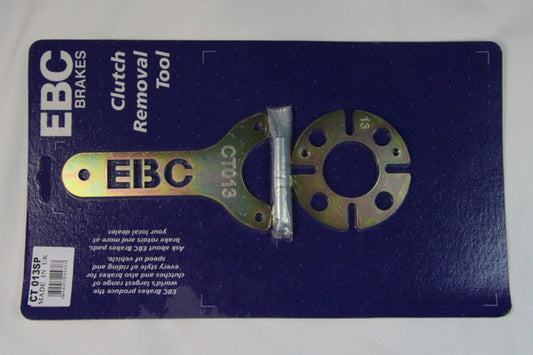 EBC
BRAKES
Clutch
Removal
Tool
EBC
CT013
13
EBC Brakes produce the
world's largest range of
clutches and also brakes for
every style of riding and
speed of vehicle.
Ask about EBC brake pads,
brake rotors and more at
your local dealer.
CT 013SP
MADE IN UK